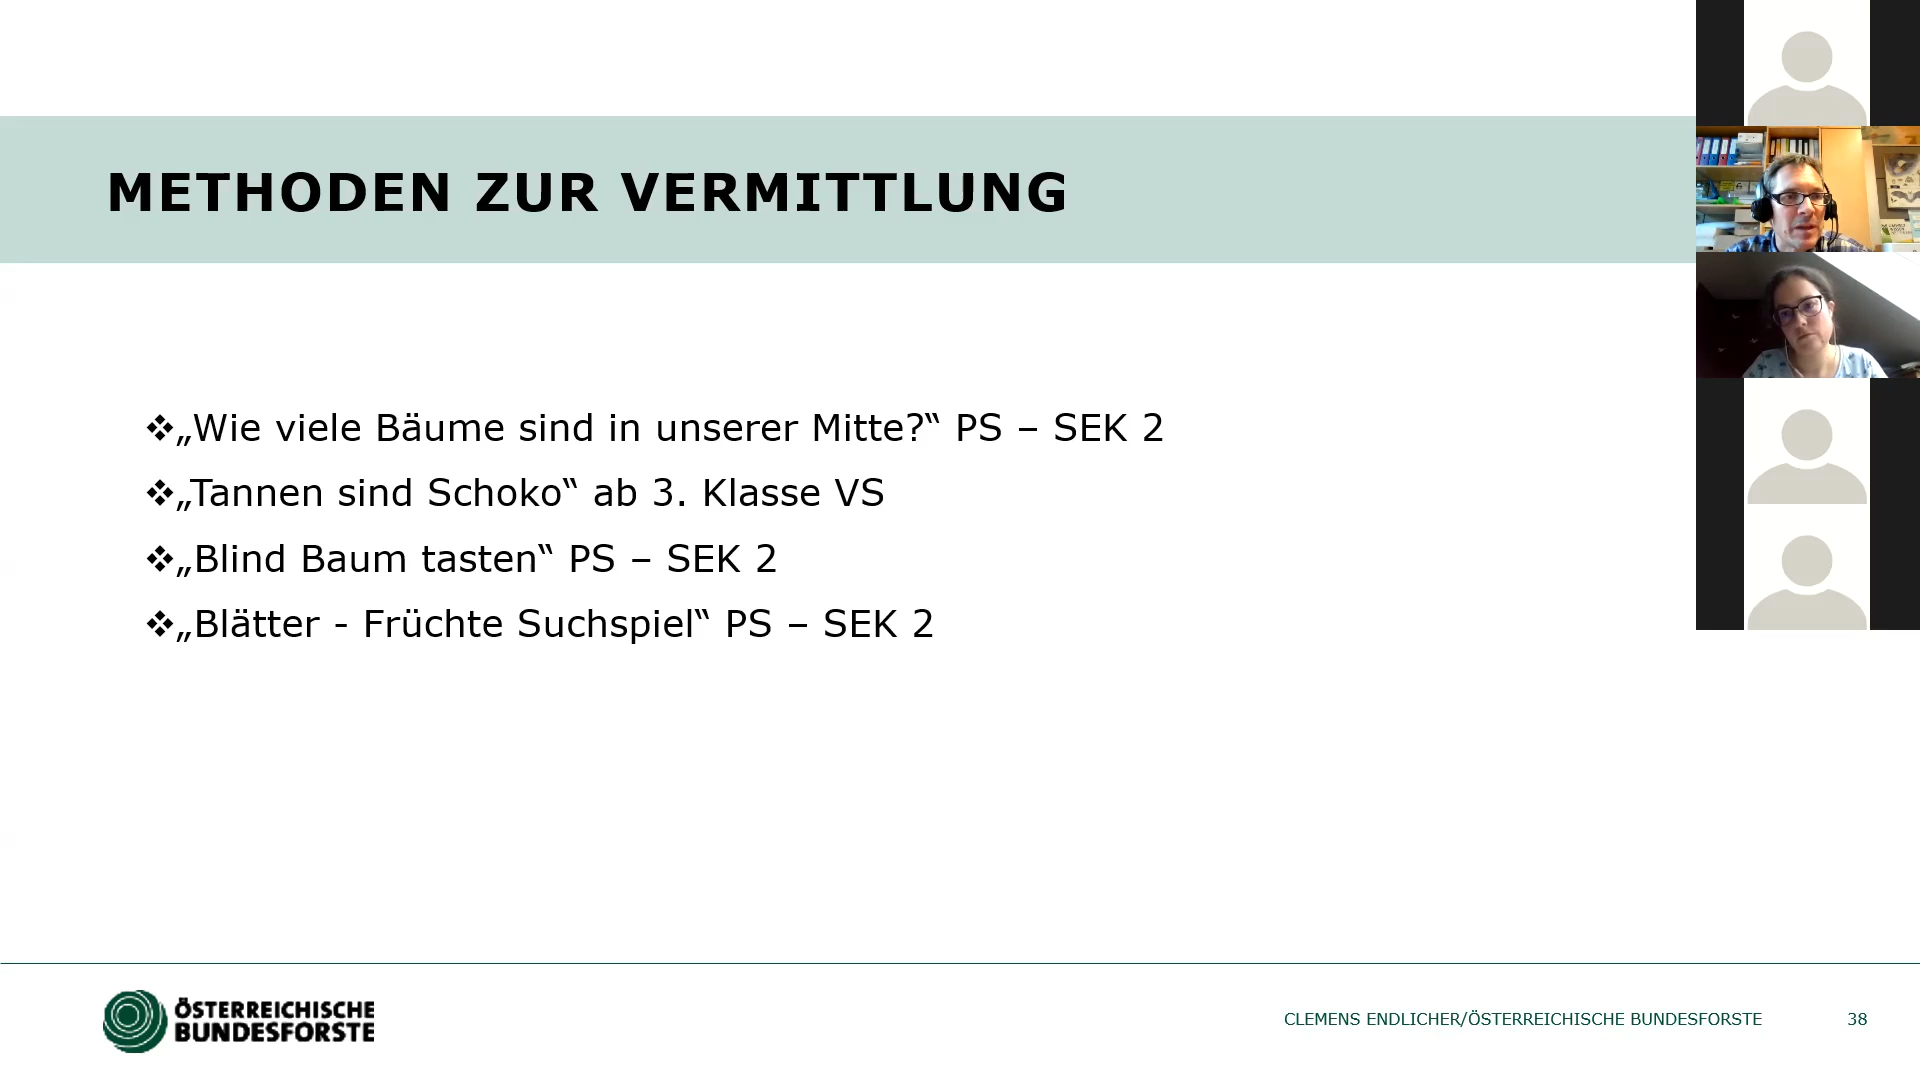 METHODEN ZUR VERMITTLUNG
❖„Wie viele Bäume sind in unserer Mitte?“ PS – SEK 2
❖„Tannen sind Schoko“ ab 3. Klasse VS
❖„Blind Baum tasten“ PS – SEK 2
❖„Blätter - Früchte Suchspiel“ PS – SEK 2
ÖSTERREICHISCHE
BUNDESFORSTE
CLEMENS ENDLICHER/ÖSTERREICHISCHE BUNDESFORSTE
38